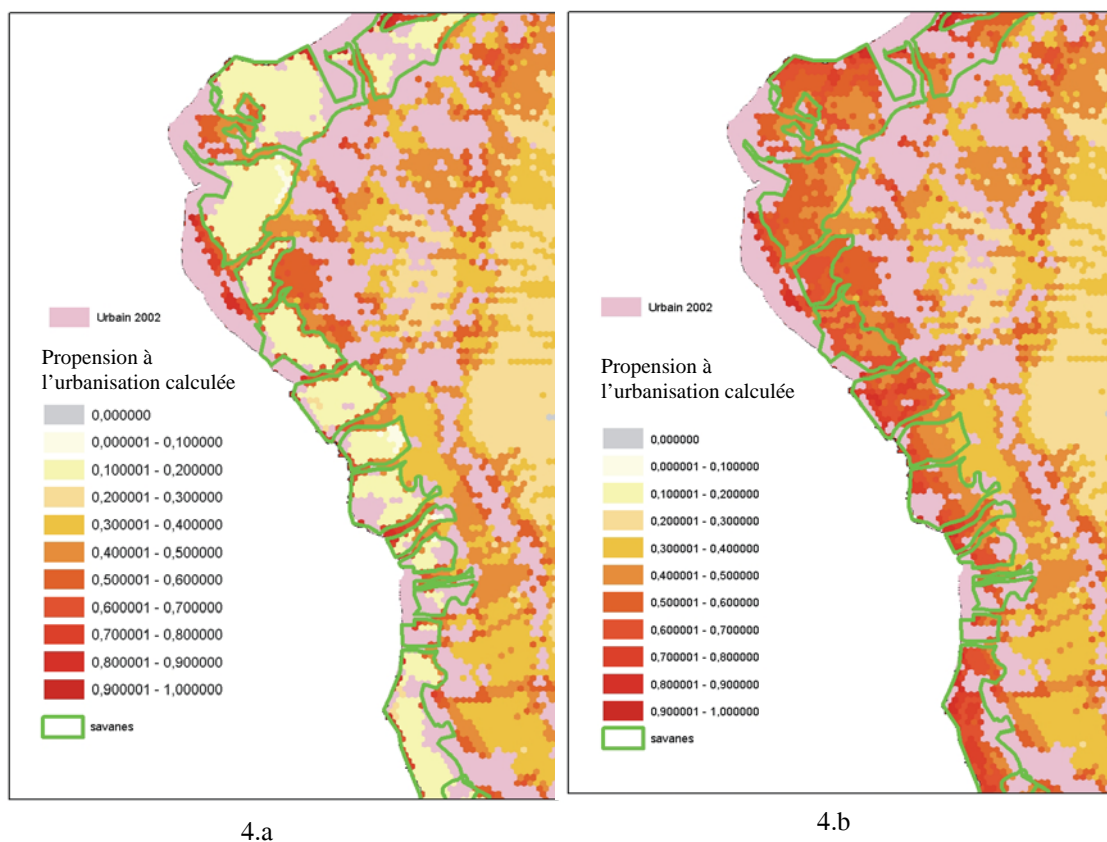 Urbain 2002
Propension à
l’urbanisation calculée
0,000000
0,000001 - 0,100000
0,100001 - 0,200000
0,200001 - 0,300000
0,300001 - 0,400000
0,400001 - 0,500000
0,500001 - 0,600000
0,600001 - 0,700000
0,700001 - 0,800000
0,800001 - 0,900000
0,900001 - 1,000000
savanes
4.a
Urbain 2002
Propension à
l’urbanisation calculée
0,000000
0,000001 - 0,100000
0,100001 - 0,200000
0,200001 - 0,300000
0,300001 - 0,400000
0,400001 - 0,500000
0,500001 - 0,600000
0,600001 - 0,700000
0,700001 - 0,800000
0,800001 - 0,900000
0,900001 - 1,000000
savanes
4.b